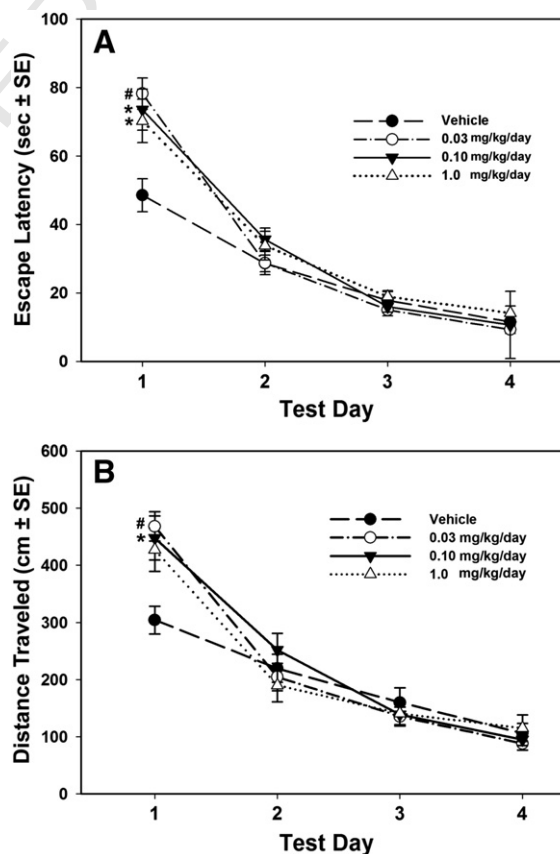 A
Escape Latency (sec ± SE)
100
80
60
40
20
0
#
*
*
Vehicle
0.03 mg/kg/day
0.10 mg/kg/day
1.0 mg/kg/day
1 2 3 4
Test Day
B
Distance Traveled (cm ± SE)
600
500
400
300
200
100
0
#
*
Vehicle
0.03 mg/kg/day
0.10 mg/kg/day
1.0 mg/kg/day
1 2 3 4
Test Day